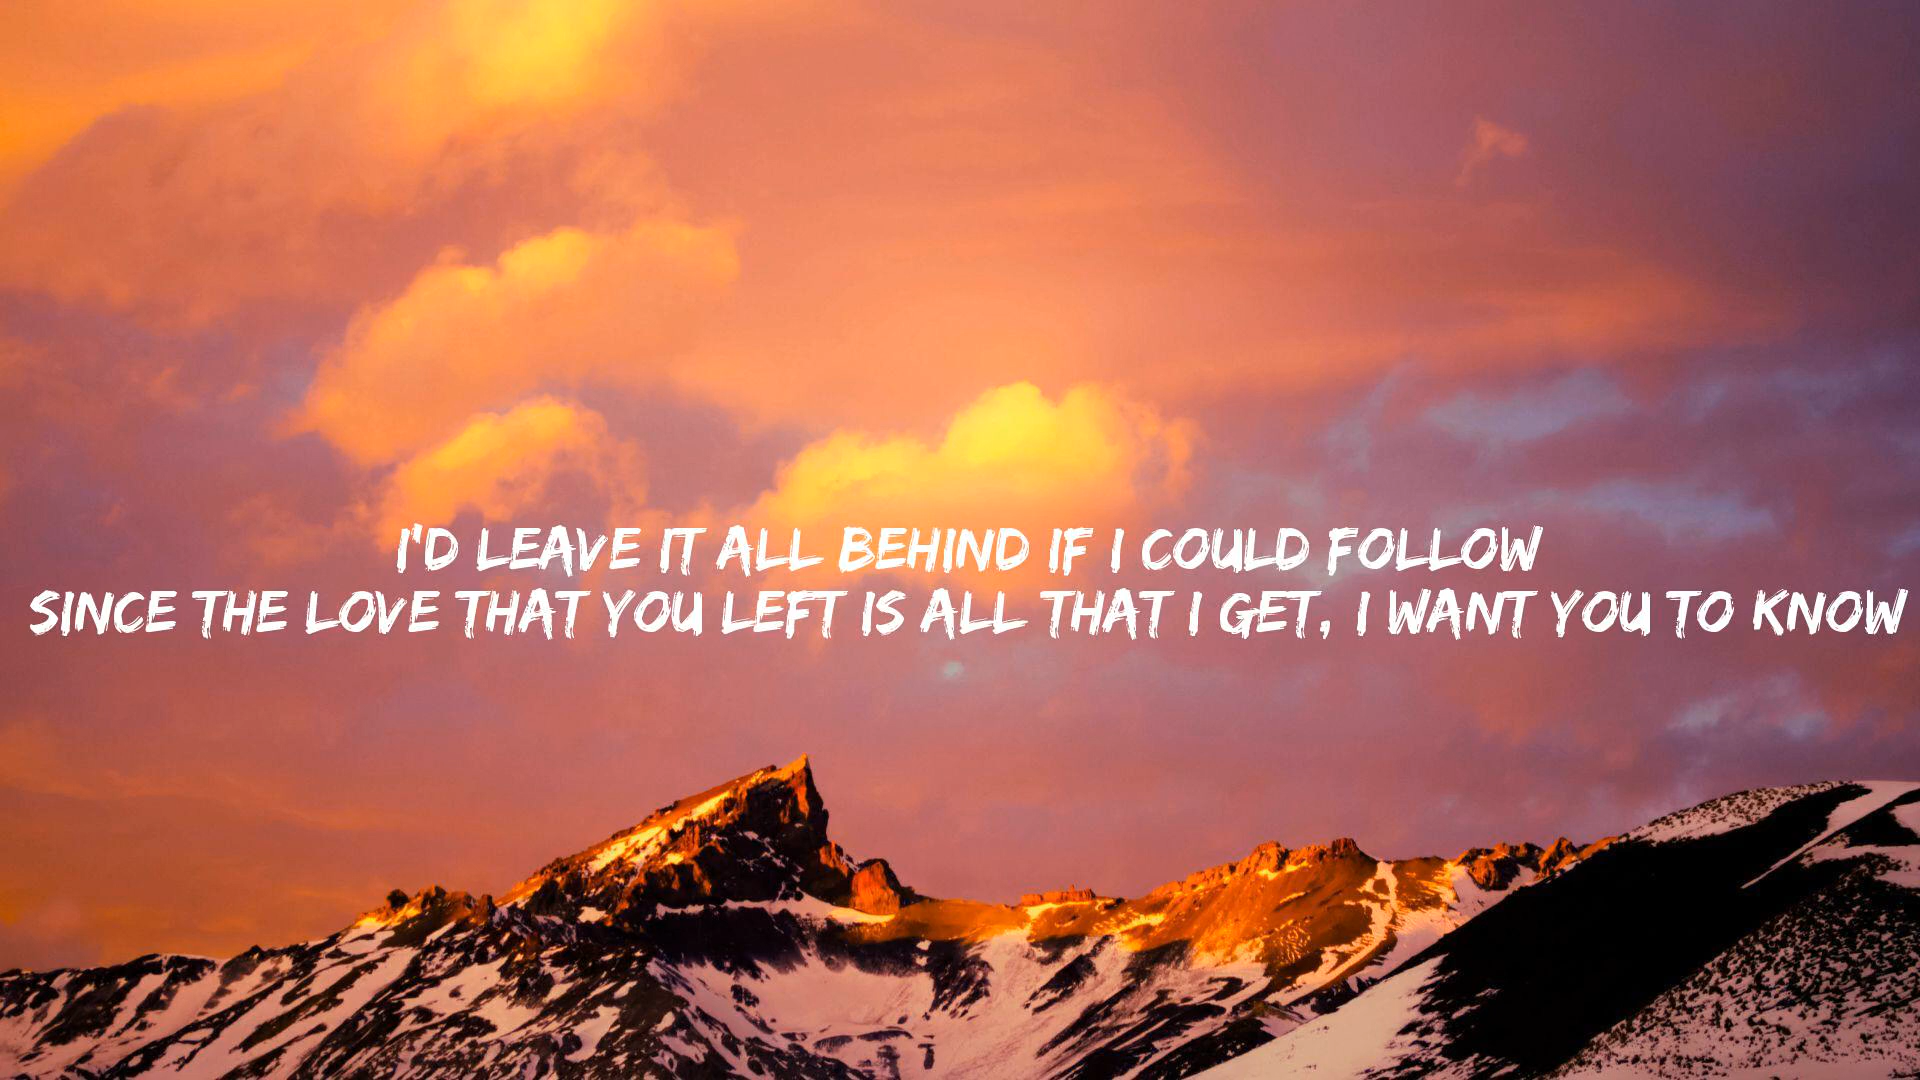 I'D LEAVE IT ALL BEHIND IF I COULD FOLLOW
SINCE THE LOVE THAT YOU LEFT IS ALL THAT I GET, I WANT YOU TO KNOW